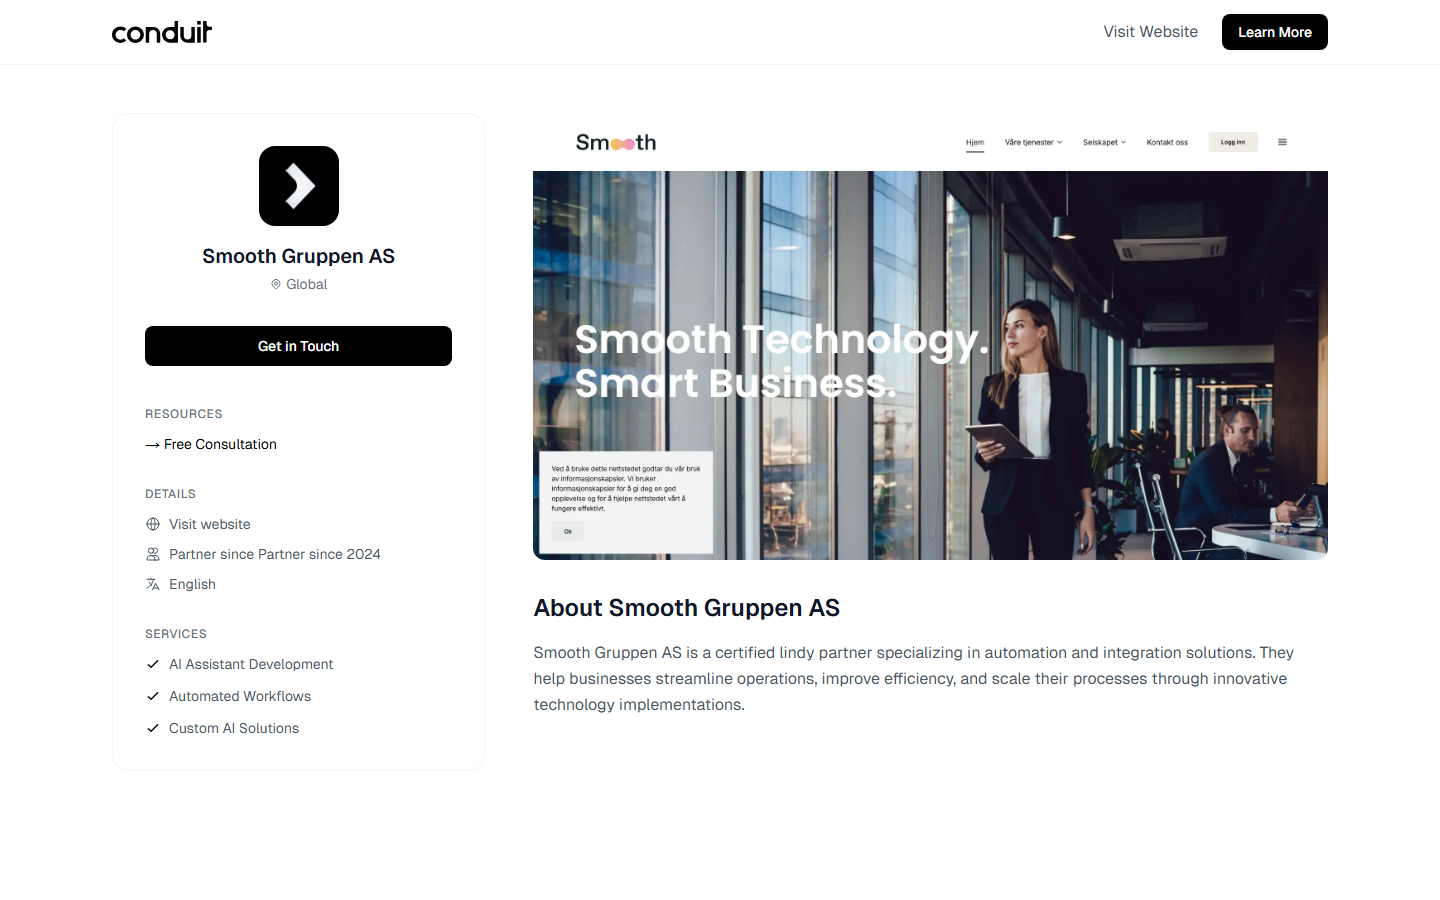 conduit
Visit Website
Learn More
Smooth Gruppen AS
Global
Get in Touch
RESOURCES
→ Free Consultation
DETAILS
Visit website
Partner since Partner since 2024
English
SERVICES
AI Assistant Development
Automated Workflows
Custom AI Solutions
Smooth
Hjem
Våre tjenester
Selskapet
Kontakt oss
Logg inn
Smooth Technology.
Smart Business.
Ved å bruke dette nettstedet godtar du vår bruk
av informasjonskapsler. Vi bruker
informasjonskapsler for å gi deg en god
opplevelse og for å hjelpe nettstedet vårt å
fungere effektivt.
Ok
About Smooth Gruppen AS
Smooth Gruppen AS is a certified lindy partner specializing in automation and integration solutions. They
help businesses streamline operations, improve efficiency, and scale their processes through innovative
technology implementations.